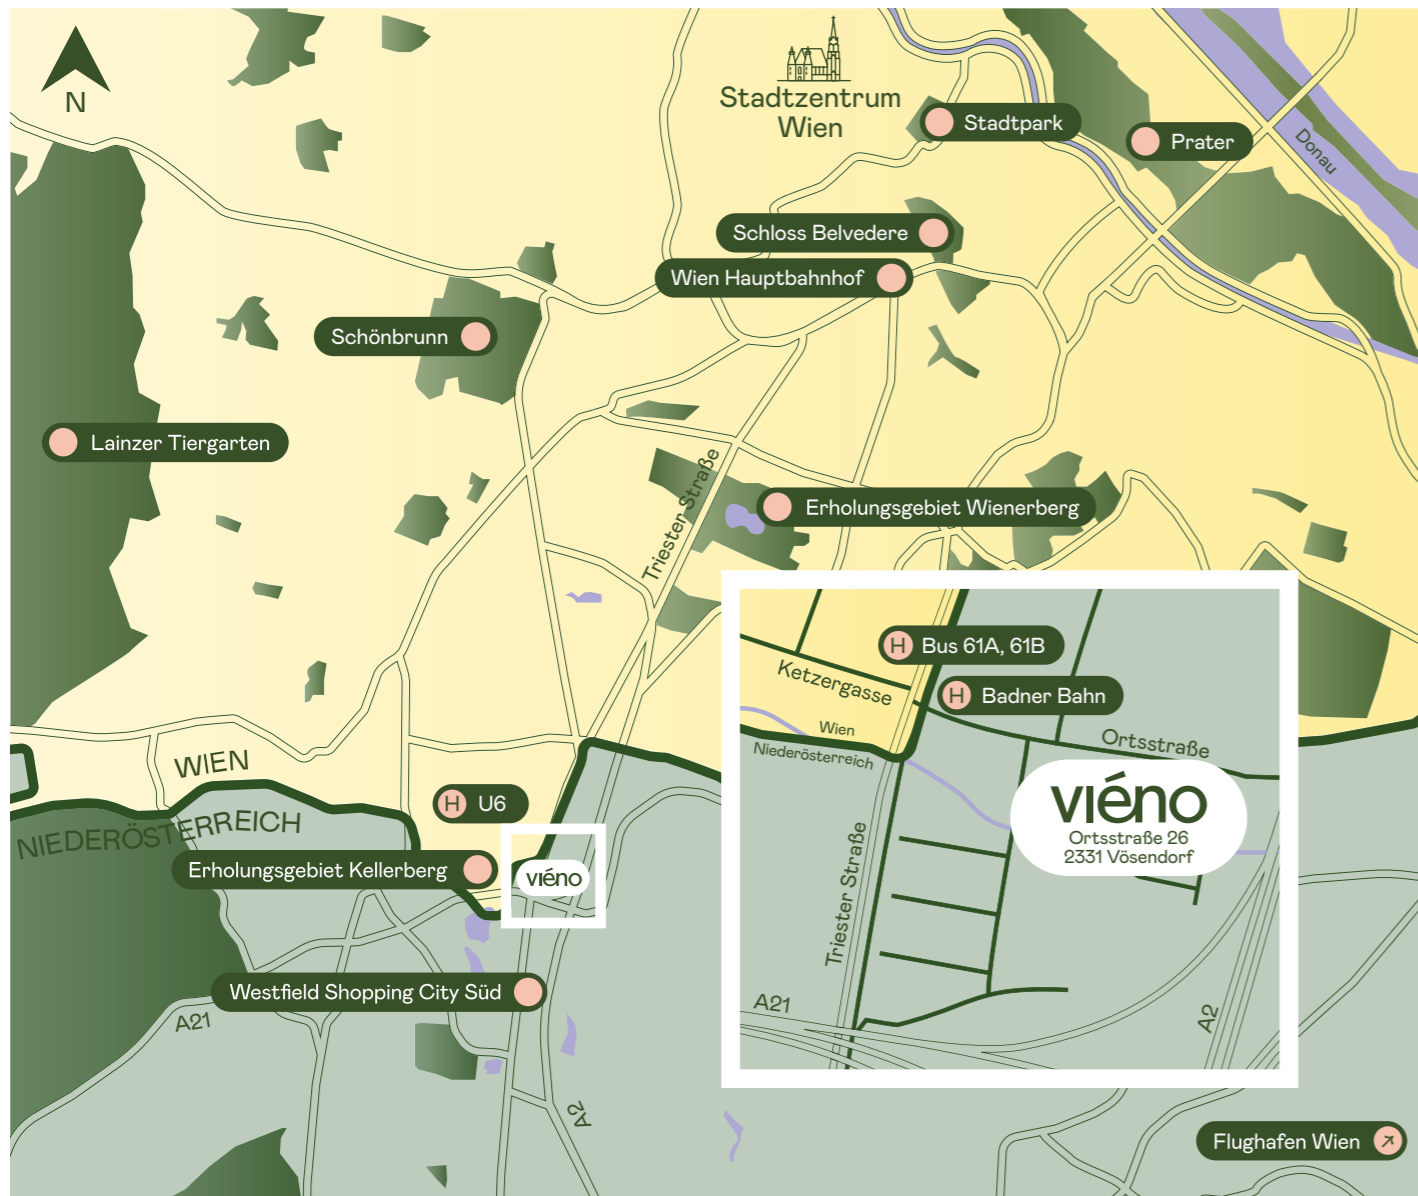 N
Stadtzentrum
Wien
Stadtpark
Prater
Donau
Schloss Belvedere
Wien Hauptbahnhof
Schönbrunn
Lainzer Tiergarten
Triester Straße
Erholungsgebiet Wienerberg
WIEN
NIEDERÖSTERREICH
H U6
Erholungsgebiet Kellerberg
viéno
Westfield Shopping City Süd
A21
A2
H Bus 61A, 61B
Ketzergasse
H Badner Bahn
Wien
Niederösterreich
Ortsstraße
viéno
Ortsstraße 26
2331 Vösendorf
Triester Straße
A21
A2
Flughafen Wien